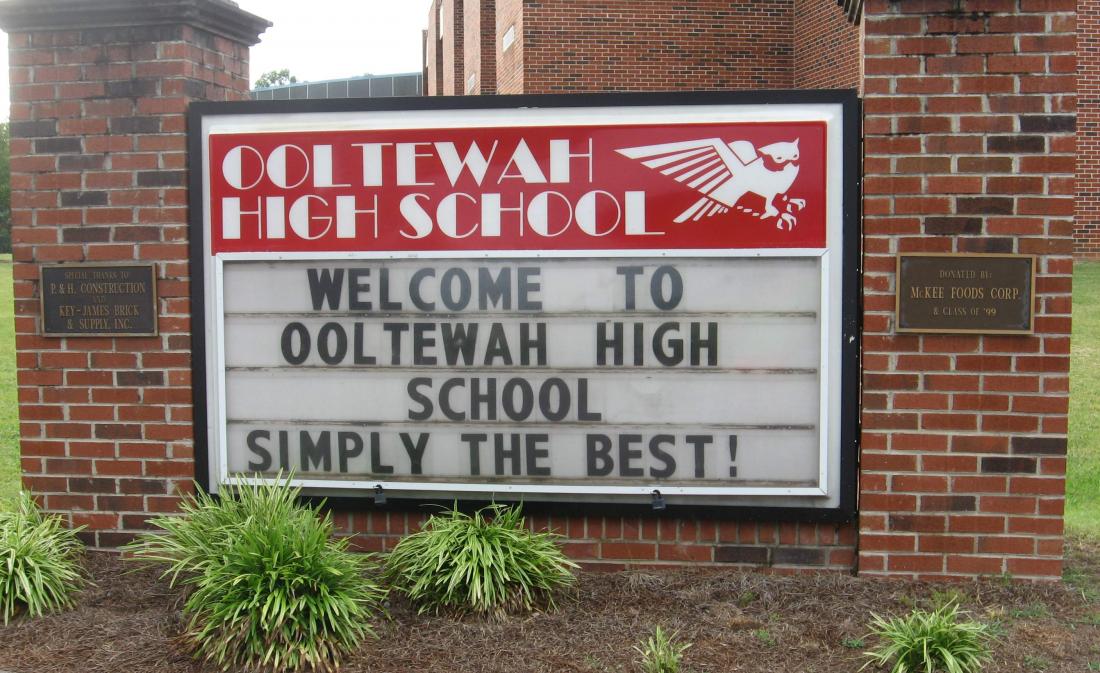 OOLTEWAH
HIGH SCHOOL
WELCOME TO
OOLTEWAH HIGH
SCHOOL
SIMPLY THE BEST!
SPECIAL THANKS TO
P. & H. CONSTRUCTION
AND
KEY-JAMES BRICK
& SUPPLY, INC.
DONATED BY:
MCKEE FOODS CORP.
& CLASS OF '99